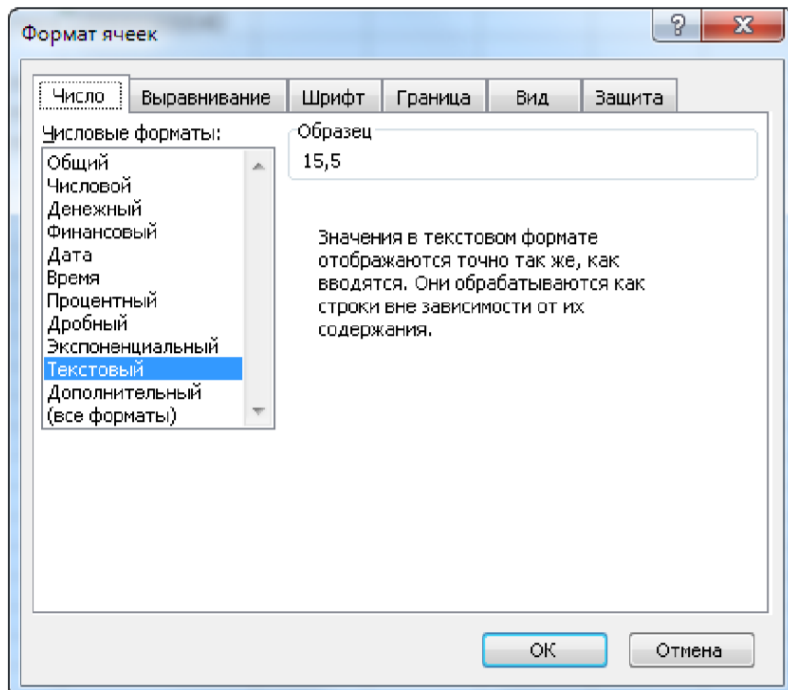 Формат ячеек
Число Выравнивание Шрифт Граница Вид Защита
Числовые форматы:
Общий
Числовой
Денежный
Финансовый
Дата
Время
Процентный
Дробный
Экспоненциальный
Текстовый
Дополнительный
(все форматы)
Образец
15,5
Значения в текстовом формате
отображаются точно так же, как
вводятся. Они обрабатываются как
строки вне зависимости от их
содержания.
ОК Отмена